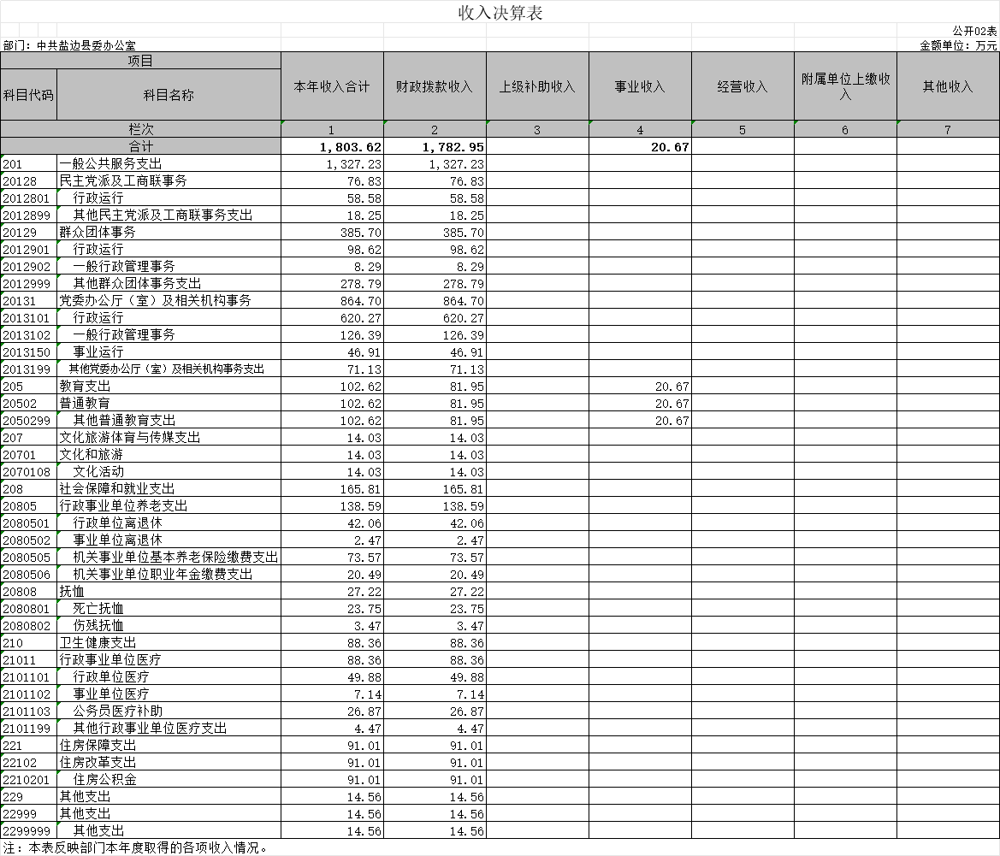 收入决算表
公开02表
部门：中共盐边县委办公室 金额单位：万元
项目 本年收入合计 财政拨款收入 上级补助收入 事业收入 经营收入 附属单位上缴收入 其他收入
科目代码 科目名称
栏次 1 2 3 4 5 6 7
合计 1,803.62 1,782.95 20.67
201 一般公共服务支出 1,327.23 1,327.23
20128 民主党派及工商联事务 76.83 76.83
2012801 行政运行 58.58 58.58
2012899 其他民主党派及工商联事务支出 18.25 18.25
20129 群众团体事务 385.70 385.70
2012901 行政运行 98.62 98.62
2012902 一般行政管理事务 8.29 8.29
2012999 其他群众团体事务支出 278.79 278.79
20131 党委办公厅（室）及相关机构事务 864.70 864.70
2013101 行政运行 620.27 620.27
2013102 一般行政管理事务 126.39 126.39
2013150 事业运行 46.91 46.91
2013199 其他党委办公厅（室）及相关机构事务支出 71.13 71.13
205 教育支出 102.62 81.95 20.67
20502 普通教育 102.62 81.95 20.67
2050299 其他普通教育支出 102.62 81.95 20.67
207 文化旅游体育与传媒支出 14.03 14.03
20701 文化和旅游 14.03 14.03
2070108 文化活动 14.03 14.03
208 社会保障和就业支出 165.81 165.81
20805 行政事业单位养老支出 138.59 138.59
2080501 行政单位离退休 42.06 42.06
2080502 事业单位离退休 2.47 2.47
2080505 机关事业单位基本养老保险缴费支出 73.57 73.57
2080506 机关事业单位职业年金缴费支出 20.49 20.49
20808 抚恤 27.22 27.22
2080801 死亡抚恤 23.75 23.75
2080802 伤残抚恤 3.47 3.47
210 卫生健康支出 88.36 88.36
21011 行政事业单位医疗 88.36 88.36
2101101 行政单位医疗 49.88 49.88
2101102 事业单位医疗 7.14 7.14
2101103 公务员医疗补助 26.87 26.87
2101199 其他行政事业单位医疗支出 4.47 4.47
221 住房保障支出 91.01 91.01
22102 住房改革支出 91.01 91.01
2210201 住房公积金 91.01 91.01
229 其他支出 14.56 14.56
22999 其他支出 14.56 14.56
2299999 其他支出 14.56 14.56
注：本表反映部门本年度取得的各项收入情况。